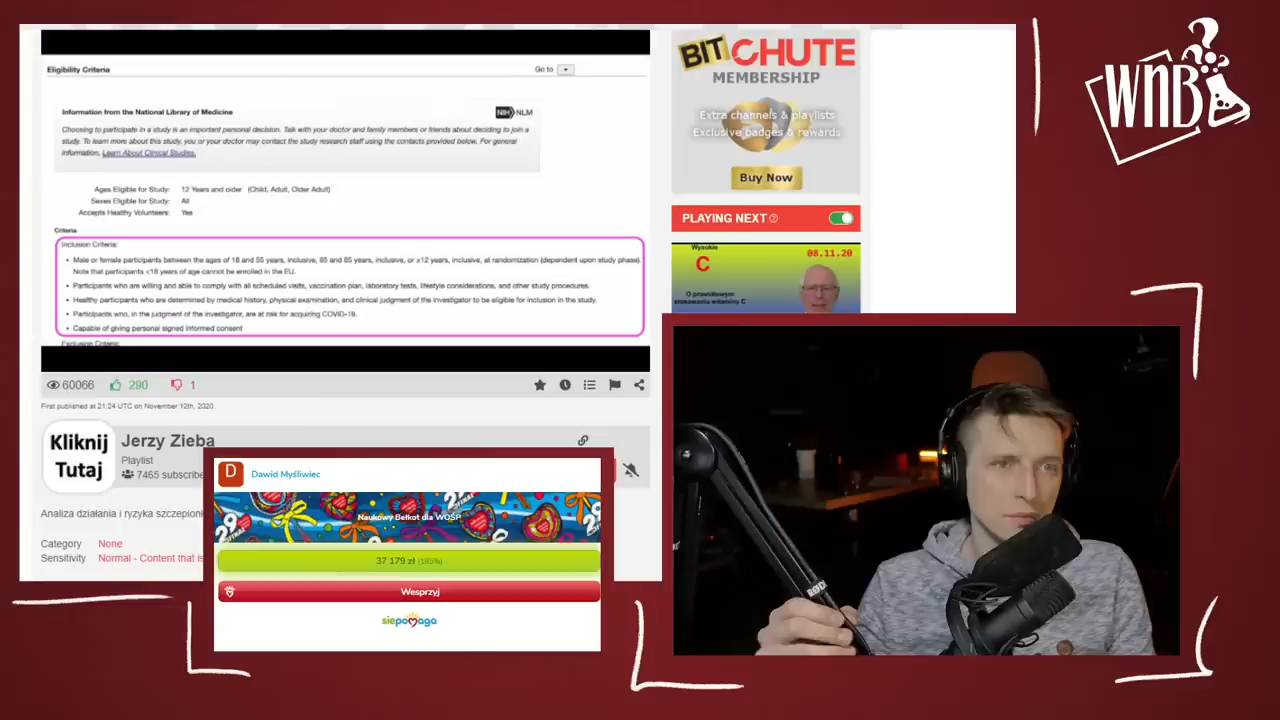 Eligibility Criteria
Go to
Information from the National Library of Medicine
NIH NLM
Choosing to participate in a study is an important personal decision. Talk with your doctor and family members or friends about deciding to join a
study. To learn more about this study, you or your doctor may contact the study research staff using the contacts provided below. For general
information, Learn About Clinical Studies.
Ages Eligible for Study: 12 Years and older (Child, Adult, Older Adult)
Sexes Eligible for Study: All
Accepts Healthy Volunteers: Yes
Criteria
Inclusion Criteria:
• Male or female participants between the ages of 18 and 55 years, inclusive, 65 and 85 years, inclusive, or ≥12 years, inclusive, at randomization (dependent upon study phase).
Note that participants <18 years of age cannot be enrolled in the EU.
• Participants who are willing and able to comply with all scheduled visits, vaccination plan, laboratory tests, lifestyle considerations, and other study procedures.
• Healthy participants who are determined by medical history, physical examination, and clinical judgment of the investigator to be eligible for inclusion in the study.
• Participants who, in the judgment of the investigator, are at risk for acquiring COVID-19.
• Capable of giving personal signed informed consent
Exclusion Criteria:
60066 290 1
First published at 21:24 UTC on November 12th, 2020.
Kliknij
Tutaj
Jerzy Zieba
Playlist
7465 subscribe
Analiza działania i ryzyka szczepionk
Category None
Sensitivity Normal - Content that is
BITCHUTE
MEMBERSHIP
Extra channels & playlists
Exclusive badges & rewards
Buy Now
PLAYING NEXT
Wysokie
C
08.11.20
O prawidłowym
stosowaniu witaminy C
WNB
D Dawid Myśliwiec
29
Naukowy Bełkot dla WOŚP
29
37 179 zł (185%)
Wesprzyj
siepomaga
RØDE